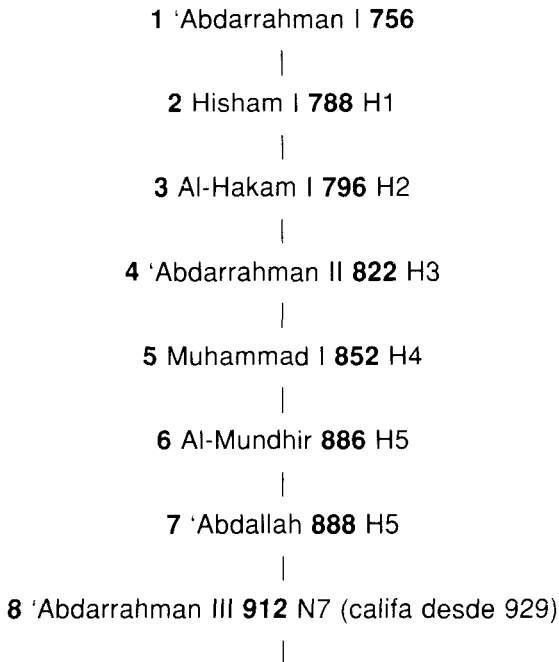 1 ‘Abdarrahman I 756
2 Hisham I 788 H1
3 Al-Hakam I 796 H2
4 ‘Abdarrahman II 822 H3
5 Muhammad I 852 H4
6 Al-Mundhir 886 H5
7 ‘Abdallah 888 H5
8 ‘Abdarrahman III 912 N7 (califa desde 929)